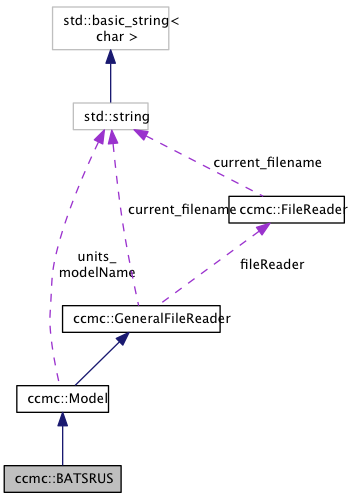 std::basic_string<
char >
std::string
current_filename
current_filename
ccmc::FileReader
units_
modelName
fileReader
ccmc::GeneralFileReader
ccmc::Model
ccmc::BATSRUS